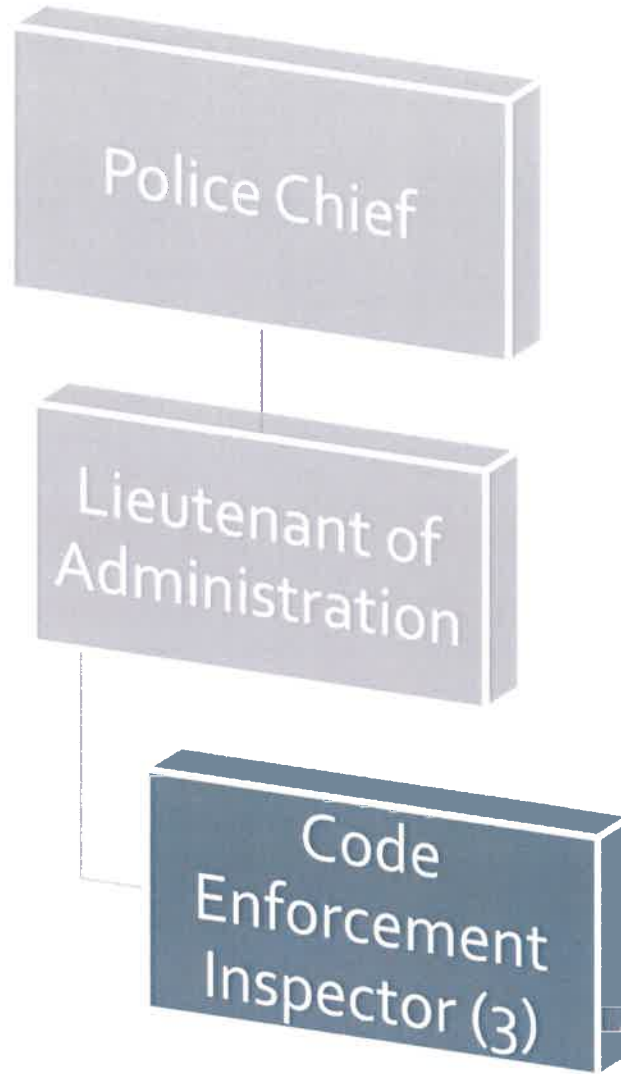 Police Chief
Lieutenant of
Administration
Code
Enforcement
Inspector (3)